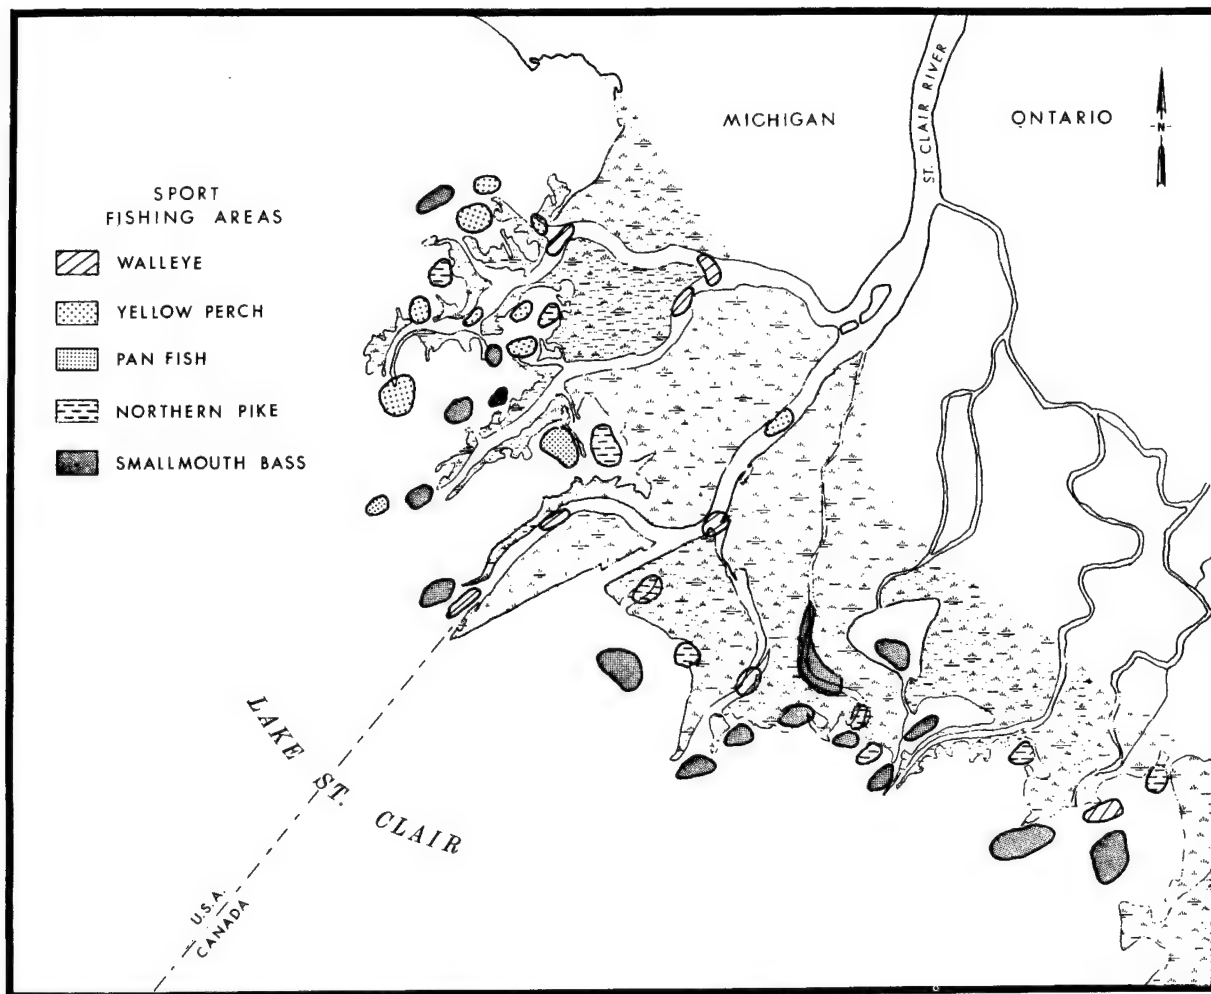 MICHIGAN
ONTARIO
ST. CLAIR RIVER
N
SPORT
FISHING AREAS
WALLEYE
YELLOW PERCH
PAN FISH
NORTHERN PIKE
SMALLMOUTH BASS
LAKE ST. CLAIR
U.S.A.
CANADA